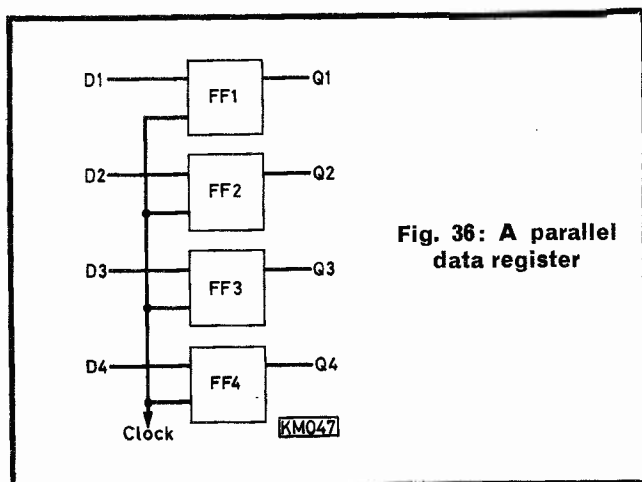 D1 FF1 Q1
D2 FF2 Q2
D3 FF3 Q3
D4 FF4 Q4
Clock
KM047
Fig. 36: A parallel
data register